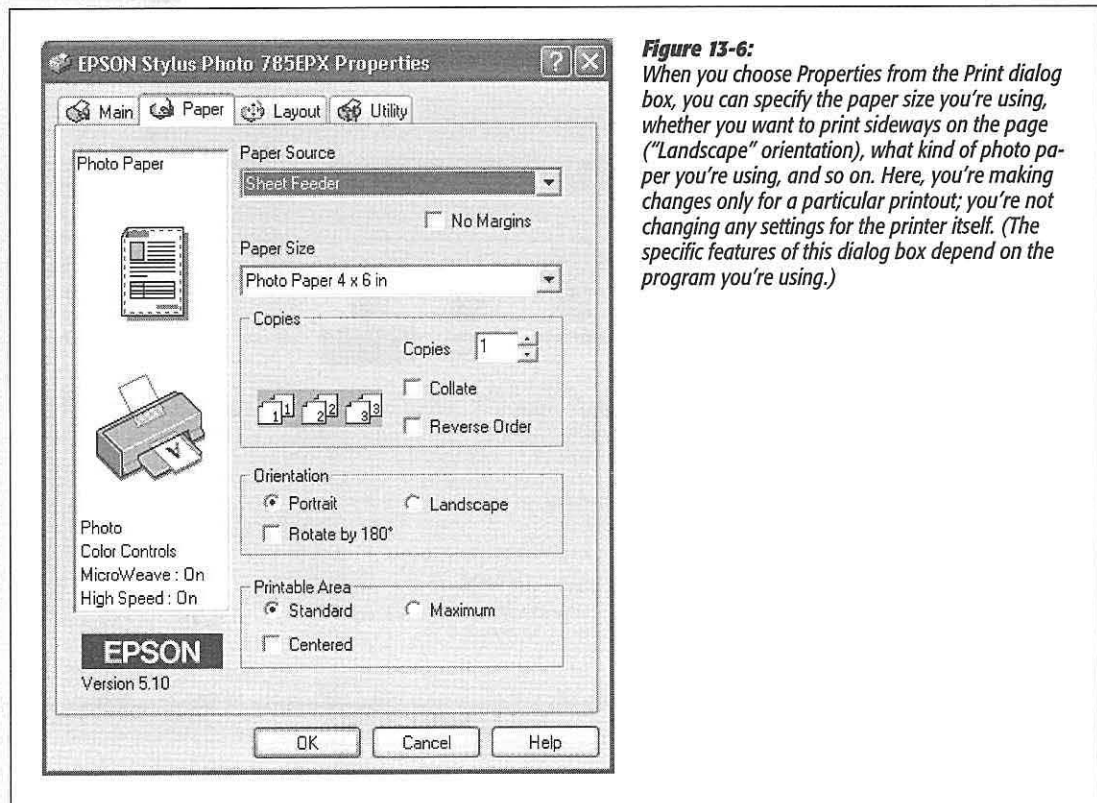 EPSON Stylus Photo 785EPX Properties
Main
Paper
Layout
Utility
Photo Paper
Paper Source
Sheet Feeder
No Margins
Paper Size
Photo Paper 4 x 6 in
Copies
Copies 1
Collate
1 1 2 2 3 3
Reverse Order
Orientation
Portrait
Landscape
Rotate by 180°
Photo
Color Controls
MicroWeave : On
High Speed : On
Printable Area
Standard
Maximum
Centered
EPSON
Version 5.10
OK
Cancel
Help
Figure 13-6:
When you choose Properties from the Print dialog
box, you can specify the paper size you're using,
whether you want to print sideways on the page
("Landscape" orientation), what kind of photo pa-
per you're using, and so on. Here, you're making
changes only for a particular printout; you're not
changing any settings for the printer itself. (The
specific features of this dialog box depend on the
program you're using.)